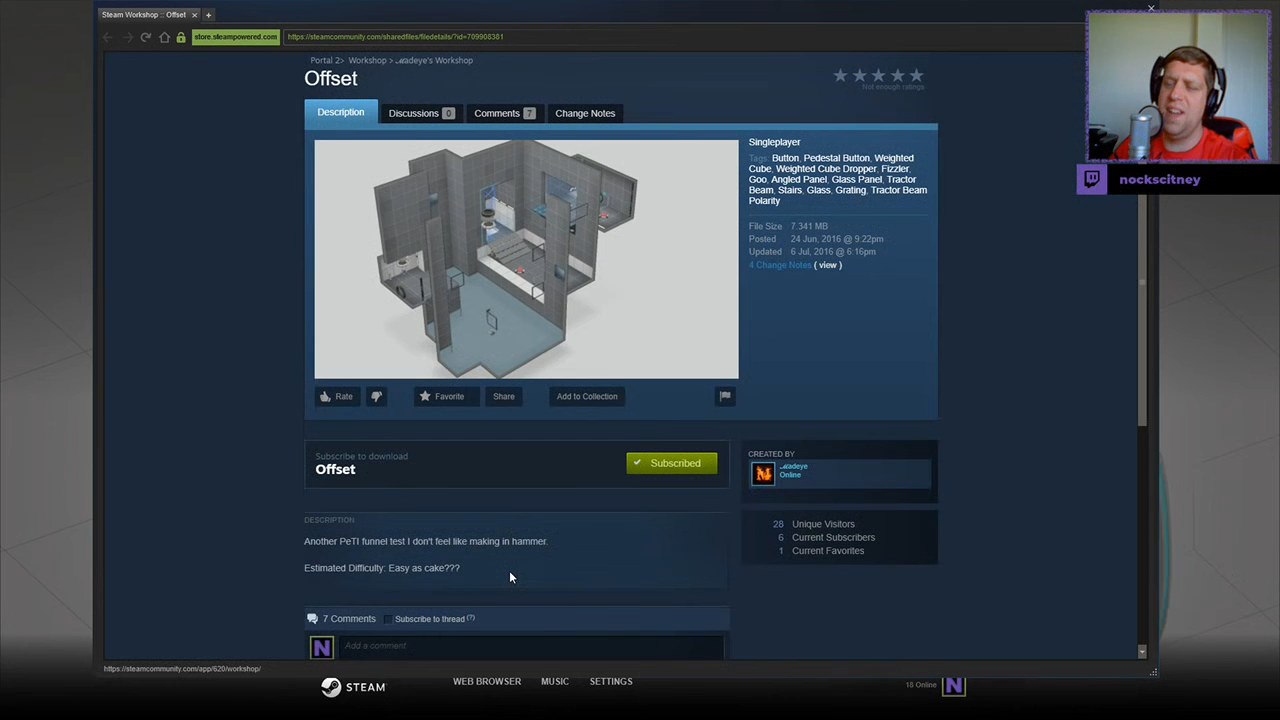 Steam Workshop :: Offset
store.steampowered.com
https://steamcommunity.com/sharedfiles/filedetails/?id=709908381
Portal 2> Workshop > ℳadeye's Workshop
Offset
Not enough ratings
Description
Discussions 0
Comments 7
Change Notes
Singleplayer
Tags: Button, Pedestal Button, Weighted
Cube, Weighted Cube Dropper, Fizzler,
Goo, Angled Panel, Glass Panel, Tractor
Beam, Stairs, Glass, Grating, Tractor Beam
Polarity
File Size 7.341 MB
Posted 24 Jun, 2016 @ 9:22pm
Updated 6 Jul, 2016 @ 6:16pm
4 Change Notes ( view )
Rate
Favorite
Share
Add to Collection
Subscribe to download
Offset
Subscribed
CREATED BY
ℳadeye
Online
28 Unique Visitors
6 Current Subscribers
1 Current Favorites
DESCRIPTION
Another PeTI funnel test I don't feel like making in hammer.
Estimated Difficulty: Easy as cake???
7 Comments
Subscribe to thread (?)
N
Add a comment
https://steamcommunity.com/app/620/workshop/
STEAM
WEB BROWSER
MUSIC
SETTINGS
18 Online
N
nockscitney